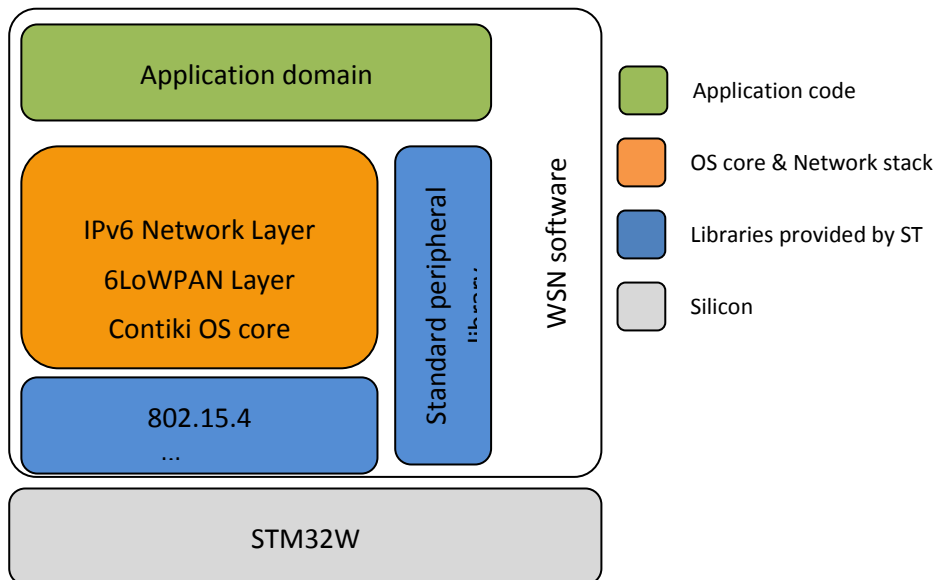 Application domain
IPv6 Network Layer
6LoWPAN Layer
Contiki OS core
802.15.4
...
Standard peripheral
library
WSN software
STM32W
Application code
OS core & Network stack
Libraries provided by ST
Silicon